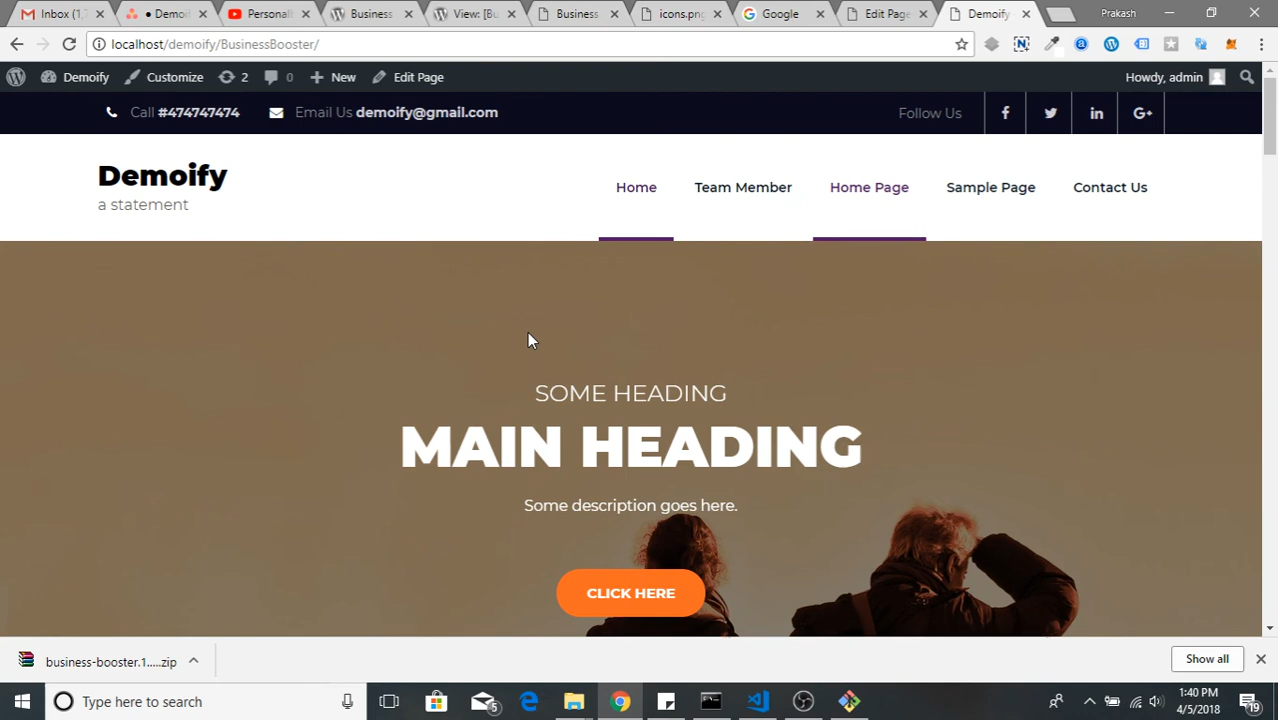 Inbox (1,
● Demoi
Personali
Business
View: [Bu
Business
icons.png
Google
Edit Page
Demoify
Prakash
localhost/demoify/BusinessBooster/
Demoify
Customize
2
0
New
Edit Page
Howdy, admin
Call #474747474
Email Us demoify@gmail.com
Follow Us
Demoify
a statement
Home
Team Member
Home Page
Sample Page
Contact Us
SOME HEADING
MAIN HEADING
Some description goes here.
CLICK HERE
business-booster.1.....zip
Show all
Type here to search
5
1:40 PM
4/5/2018
19